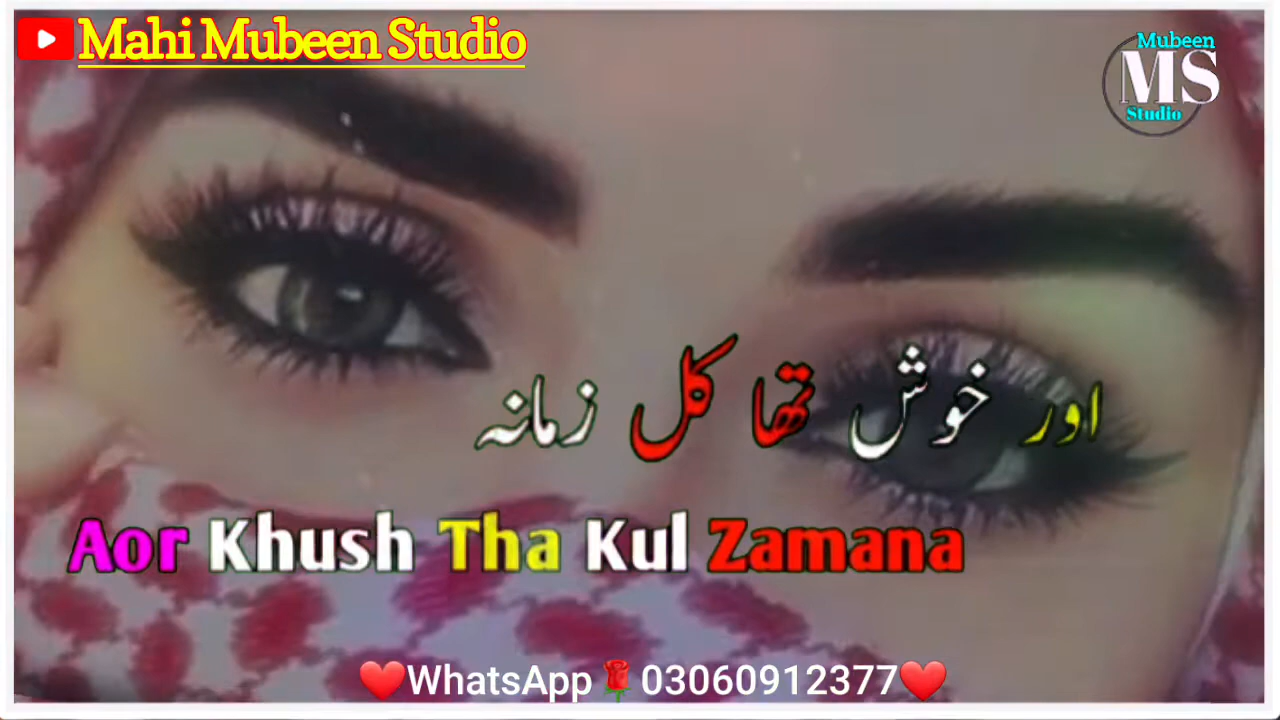 Mahi Mubeen Studio
Mubeen
MS
Studio
اور خوش تھا کل زمانہ
Aor Khush Tha Kul Zamana
❤️WhatsApp🌹03060912377❤️